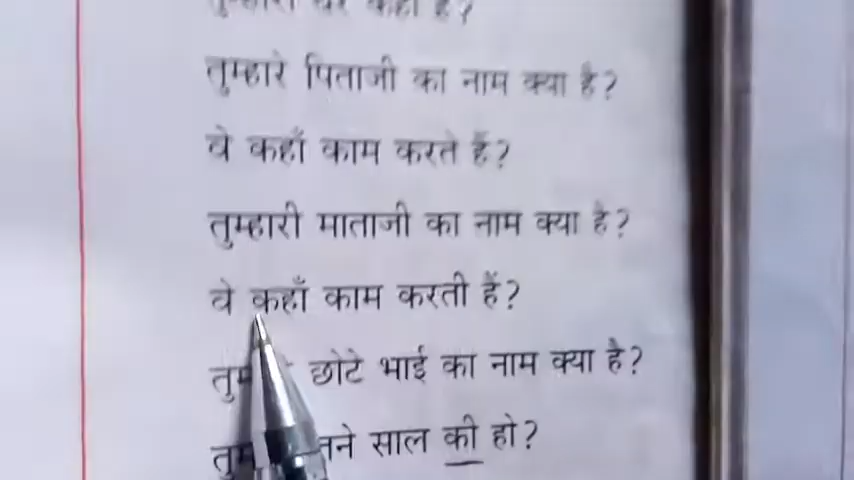 तुम्हारे पिताजी का नाम क्या है?
वे कहाँ काम करते हैं?
तुम्हारी माताजी का नाम क्या है?
वे कहाँ काम करती हैं?
छोटे भाई का नाम क्या है?
साल की हो?